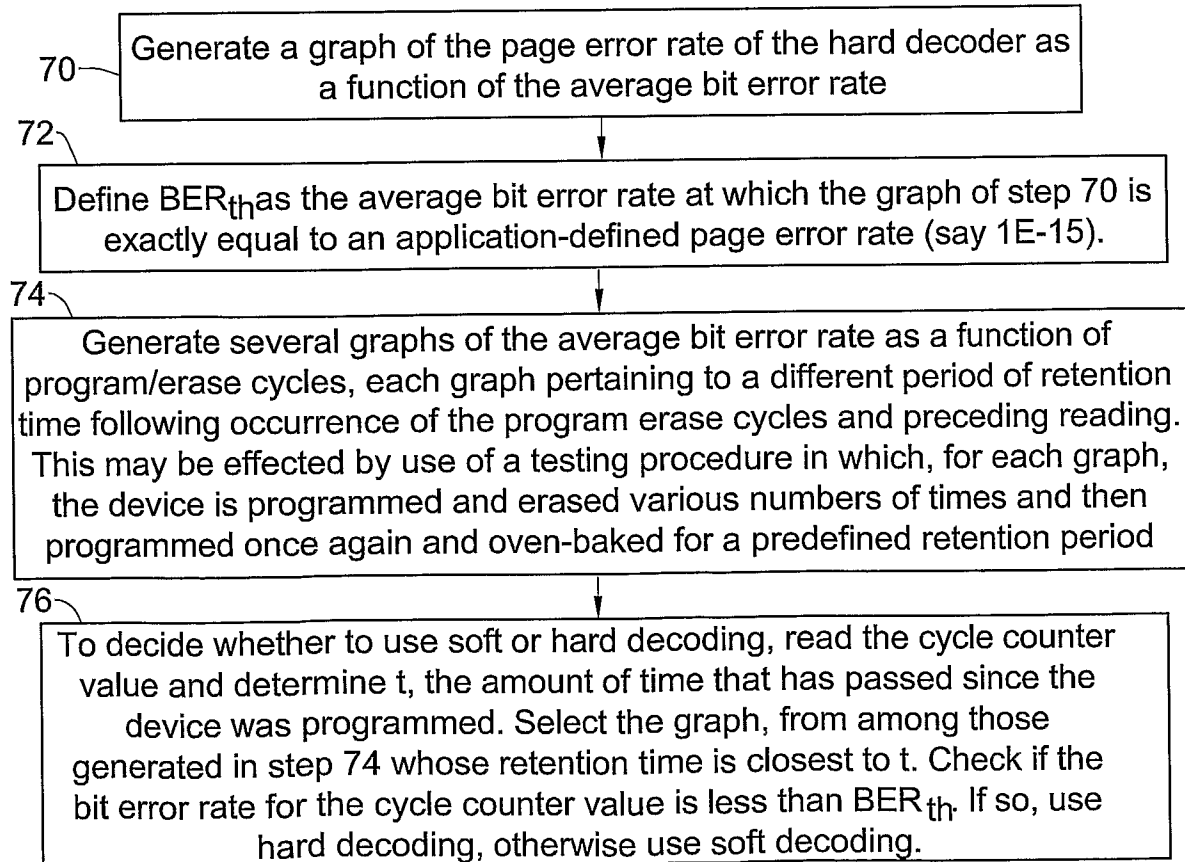 70
Generate a graph of the page error rate of the hard decoder as
a function of the average bit error rate
72
Define BERth as the average bit error rate at which the graph of step 70 is
exactly equal to an application-defined page error rate (say 1E-15).
74
Generate several graphs of the average bit error rate as a function of
program/erase cycles, each graph pertaining to a different period of retention
time following occurrence of the program erase cycles and preceding reading.
This may be effected by use of a testing procedure in which, for each graph,
the device is programmed and erased various numbers of times and then
programmed once again and oven-baked for a predefined retention period
76
To decide whether to use soft or hard decoding, read the cycle counter
value and determine t, the amount of time that has passed since the
device was programmed. Select the graph, from among those
generated in step 74 whose retention time is closest to t. Check if the
bit error rate for the cycle counter value is less than BERth. If so, use
hard decoding, otherwise use soft decoding.